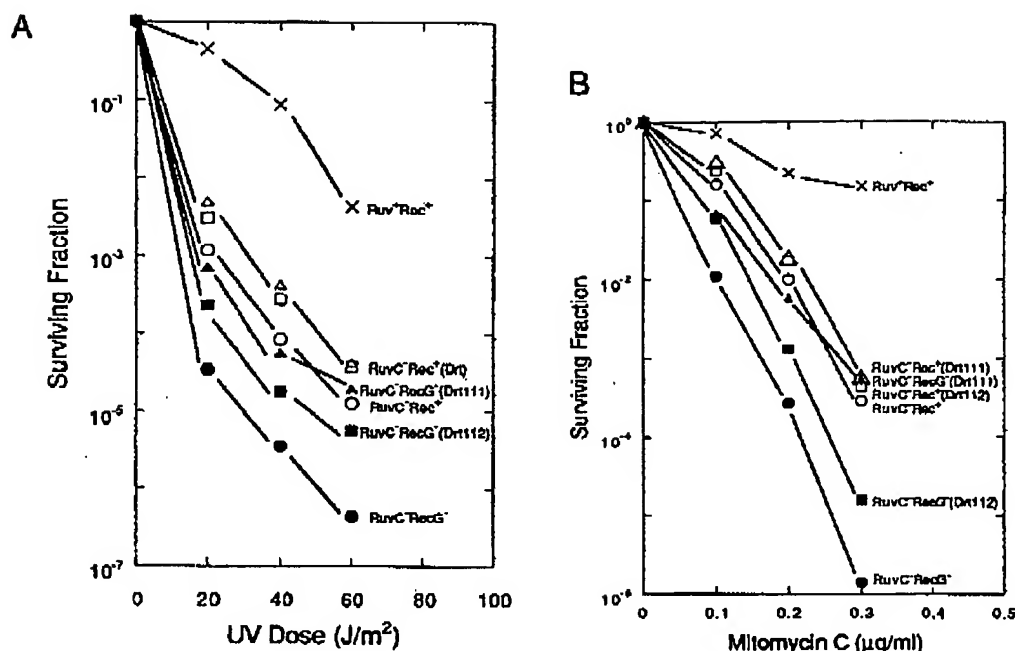 A
Surviving Fraction
10⁻¹
10⁻³
10⁻⁵
10⁻⁷
Ruv⁺Rec⁺
RuvC⁻Rec⁺(Drt)
RuvC⁻RecG⁻(Drt111)
RuvC⁻Rec⁺
RuvC⁻RecG⁻(Drt112)
RuvC⁻RecG⁻
0 20 40 60 80 100
UV Dose (J/m²)
B
Surviving Fraction
10⁰
10⁻²
10⁻⁴
10⁻⁶
Ruv⁺Rec⁺
RuvC⁻Rec⁺(Drt111)
RuvC⁻RecG⁻(Drt111)
RuvC⁻Rec⁺(Drt112)
RuvC⁻Rec⁺
RuvC⁻RecG⁻(Drt112)
RuvC⁻RecG⁻
0 0.1 0.2 0.3 0.4 0.5
Mitomycin C (µg/ml)